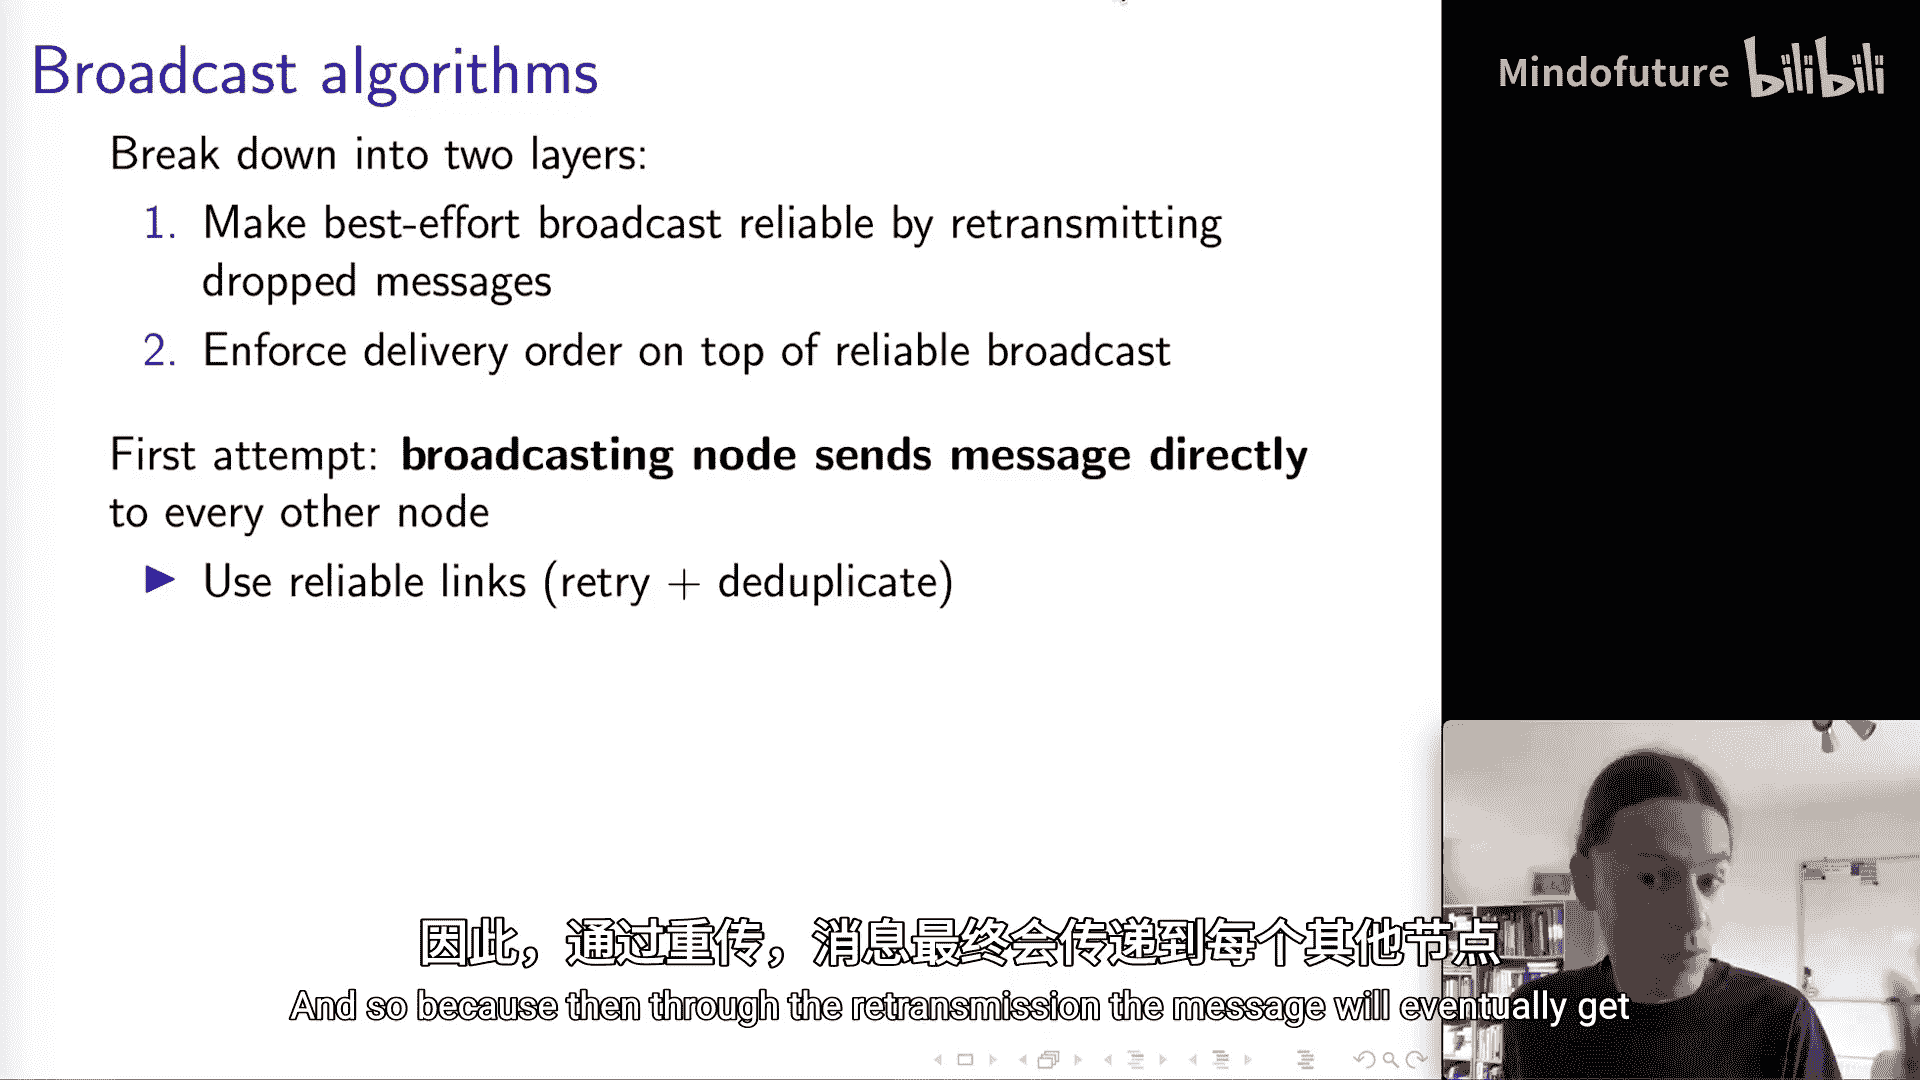 Broadcast algorithms
Mindofuture bilibili
Break down into two layers:
1. Make best-effort broadcast reliable by retransmitting
dropped messages
2. Enforce delivery order on top of reliable broadcast
First attempt: broadcasting node sends message directly
to every other node
▶ Use reliable links (retry + deduplicate)
因此，通过重传，消息最终会传递到每个其他节点
And so because then through the retransmission the message will eventually get